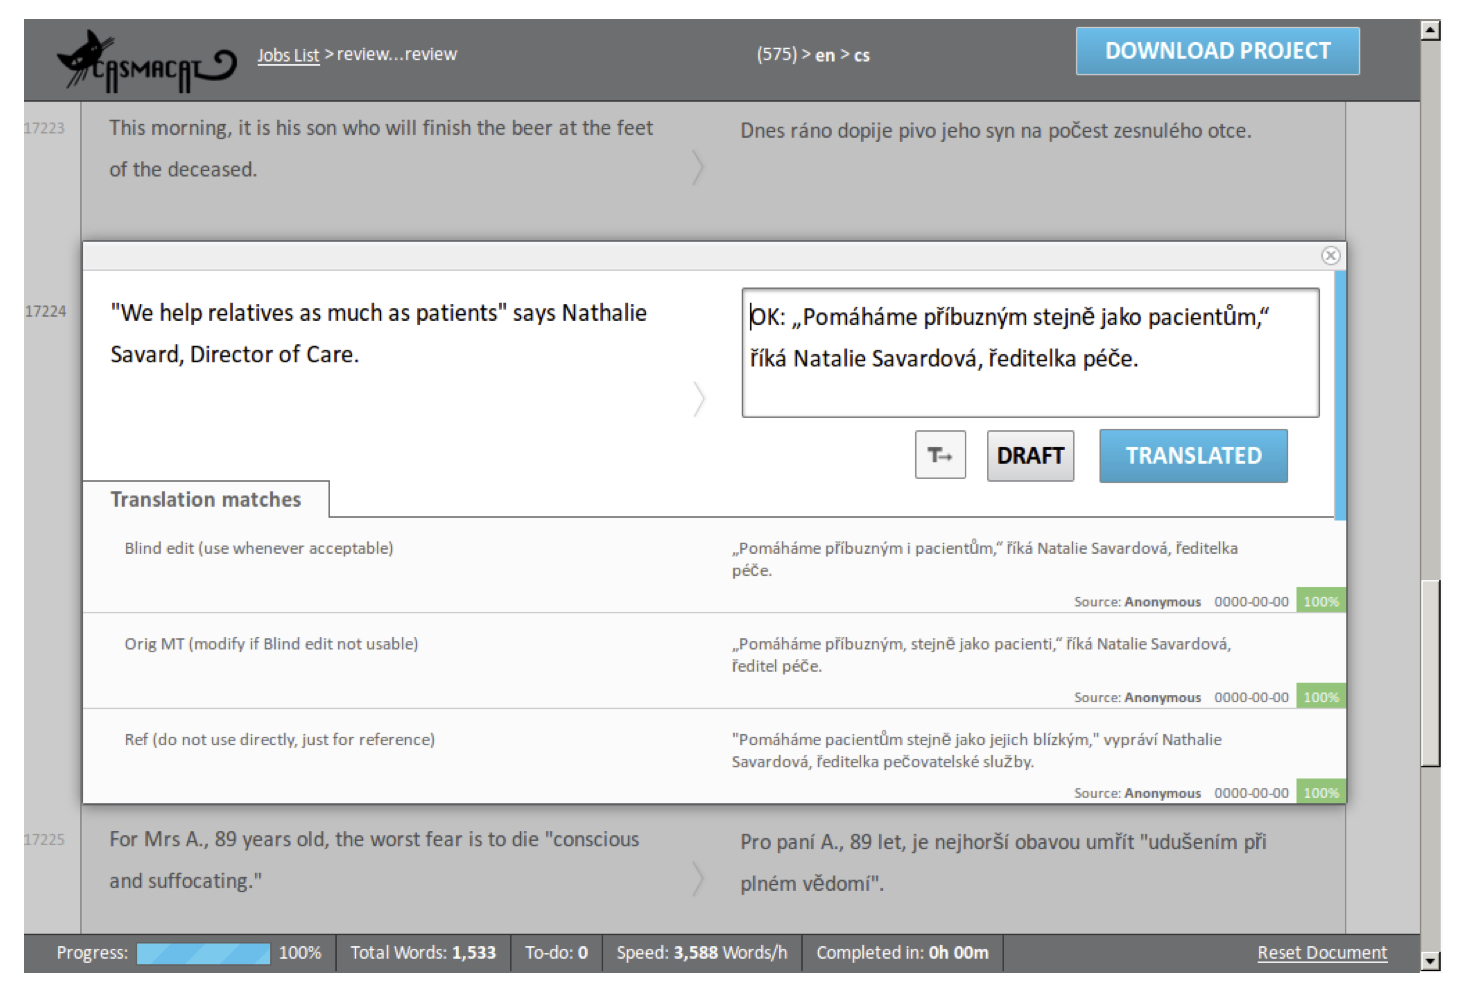 CASMACAT
Jobs List > review...review
(575) > en > cs
DOWNLOAD PROJECT
17223
This morning, it is his son who will finish the beer at the feet
of the deceased.
Dnes ráno dopije pivo jeho syn na počest zesnulého otce.
17224
"We help relatives as much as patients" says Nathalie
Savard, Director of Care.
OK: „Pomáháme příbuzným stejně jako pacientům,“
říká Natalie Savardová, ředitelka péče.
T→
DRAFT
TRANSLATED
Translation matches
Blind edit (use whenever acceptable)
„Pomáháme příbuzným i pacientům,“ říká Natalie Savardová, ředitelka
péče.
Source: Anonymous 0000-00-00 100%
Orig MT (modify if Blind edit not usable)
„Pomáháme příbuzným, stejně jako pacienti,“ říká Natalie Savardová,
ředitel péče.
Source: Anonymous 0000-00-00 100%
Ref (do not use directly, just for reference)
"Pomáháme pacientům stejně jako jejich blízkým," vypráví Nathalie
Savardová, ředitelka pečovatelské služby.
Source: Anonymous 0000-00-00 100%
17225
For Mrs A., 89 years old, the worst fear is to die "conscious
and suffocating."
Pro paní A., 89 let, je nejhorší obavou umřít "udušením při
plném vědomí".
Progress: 100% Total Words: 1,533 To-do: 0 Speed: 3,588 Words/h Completed in: 0h 00m Reset Document